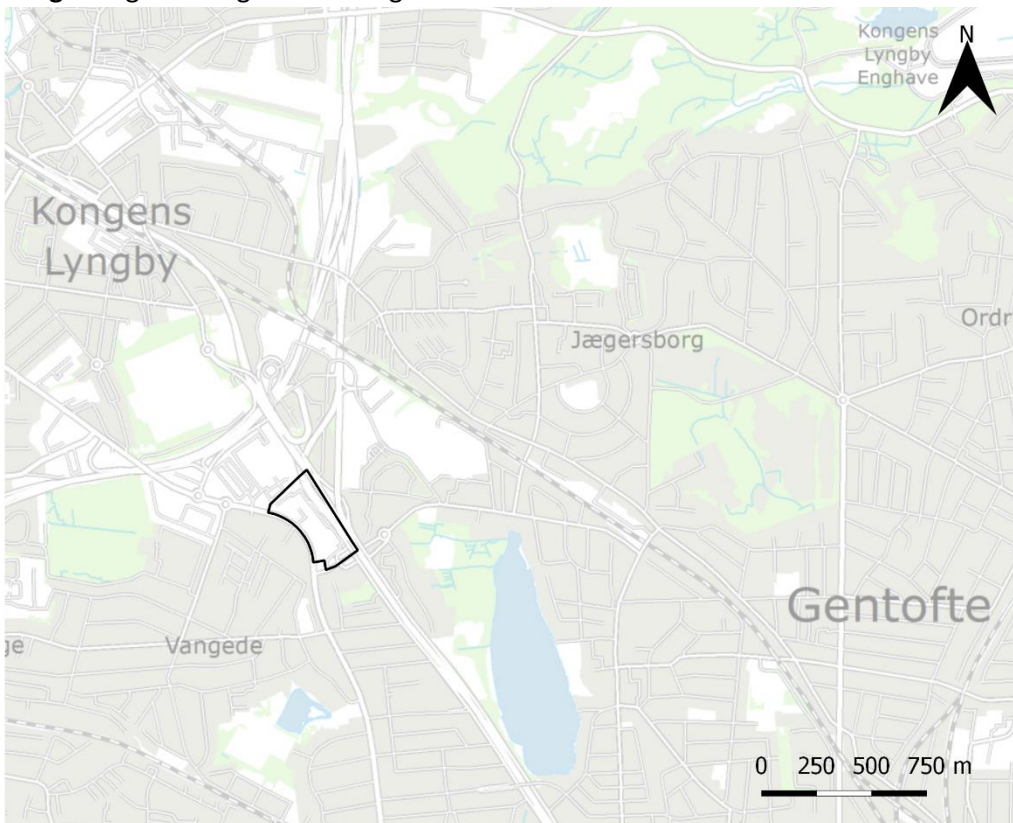 Kongens
Lyngby
Enghave
N
Kongens
Lyngby
Ordr
Jægersborg
Gentofte
ge
Vangede
0 250 500 750 m